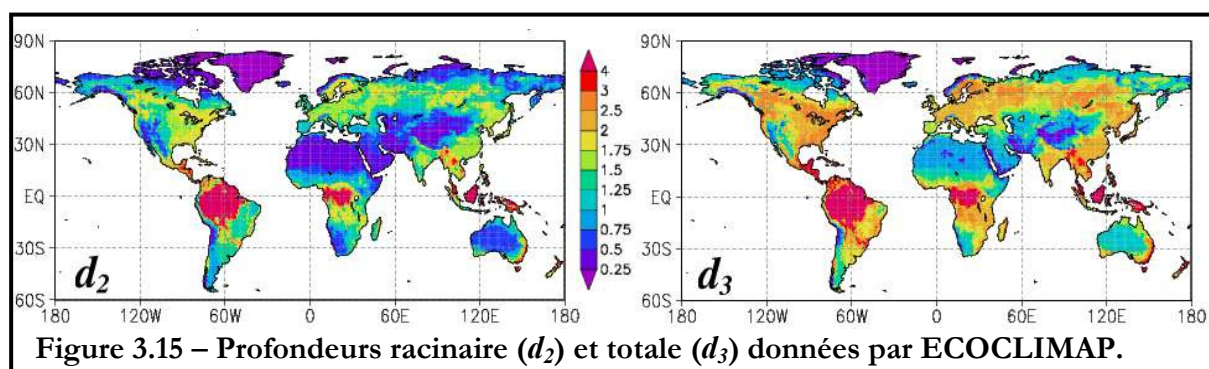 90N
60N
30N
EQ
30S
60S
180 120W 60W 0 60E 120E 180
d2
4
3
2.5
2
1.75
1.5
1.25
1
0.75
0.5
0.25
90N
60N
30N
EQ
30S
60S
180 120W 60W 0 60E 120E 180
d3
Figure 3.15 – Profondeurs racinaire (d2) et totale (d3) données par ECOCLIMAP.